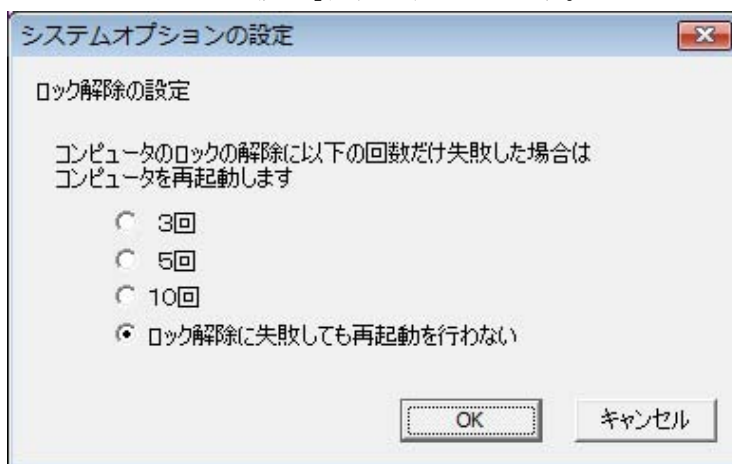 システムオプションの設定
ロック解除の設定
コンピュータのロックの解除に以下の回数だけ失敗した場合は
コンピュータを再起動します
3回
5回
10回
ロック解除に失敗しても再起動を行わない
OK
キャンセル